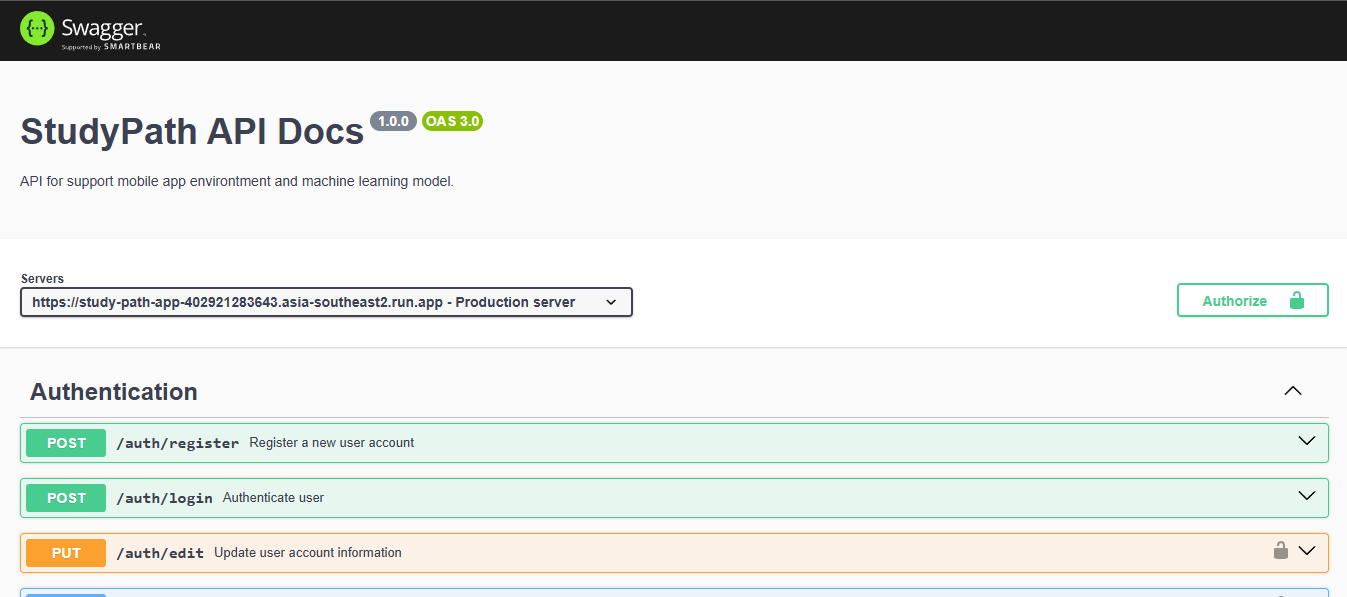 {...} Swagger
Supported by SMARTBEAR
StudyPath API Docs 1.0.0 OAS 3.0
API for support mobile app environtment and machine learning model.
Servers
https://study-path-app-402921283643.asia-southeast2.run.app - Production server
Authorize
Authentication
POST /auth/register Register a new user account
POST /auth/login Authenticate user
PUT /auth/edit Update user account information